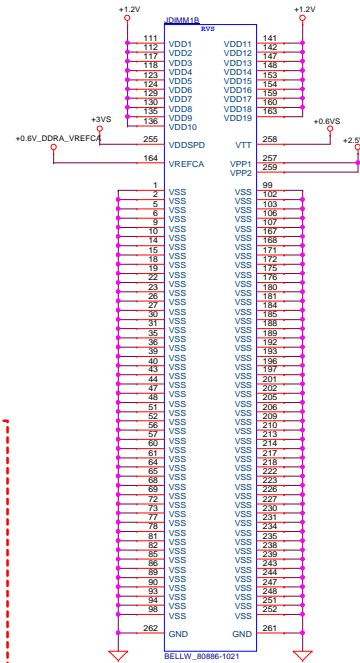 +1.2V +1.2V
JDIMM1B
RVS
111 VDD1 VDD11 141
112 VDD2 VDD12 142
117 VDD3 VDD13 147
118 VDD4 VDD14 148
123 VDD5 VDD15 153
124 VDD6 VDD16 154
129 VDD7 VDD17 159
130 VDD8 VDD18 160
135 VDD9 VDD19 163
136 VDD10
+3VS +0.6VS
255 VDDSPD VTT 258
+0.6V_DDRA_VREFCA +2.5
164 VREFCA VPP1 257
VPP2 259
1 VSS VSS 99
2 VSS VSS 102
5 VSS VSS 103
6 VSS VSS 106
9 VSS VSS 107
10 VSS VSS 167
14 VSS VSS 168
15 VSS VSS 171
18 VSS VSS 172
19 VSS VSS 175
22 VSS VSS 176
23 VSS VSS 180
26 VSS VSS 181
27 VSS VSS 184
30 VSS VSS 185
31 VSS VSS 188
35 VSS VSS 189
36 VSS VSS 192
39 VSS VSS 193
40 VSS VSS 196
43 VSS VSS 197
44 VSS VSS 201
47 VSS VSS 202
48 VSS VSS 205
51 VSS VSS 206
52 VSS VSS 209
56 VSS VSS 210
57 VSS VSS 213
60 VSS VSS 214
61 VSS VSS 217
64 VSS VSS 218
65 VSS VSS 222
68 VSS VSS 223
69 VSS VSS 226
72 VSS VSS 227
73 VSS VSS 230
77 VSS VSS 231
78 VSS VSS 234
81 VSS VSS 235
82 VSS VSS 238
85 VSS VSS 239
86 VSS VSS 243
89 VSS VSS 244
90 VSS VSS 247
93 VSS VSS 248
94 VSS VSS 251
98 VSS VSS 252
262 GND GND 261
BELLW_80886-1021